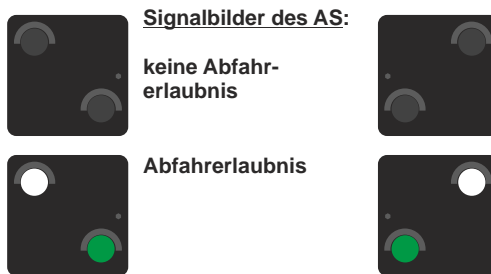 Signalbilder des AS:
keine Abfahr-
erlaubnis
Abfahrerlaubnis